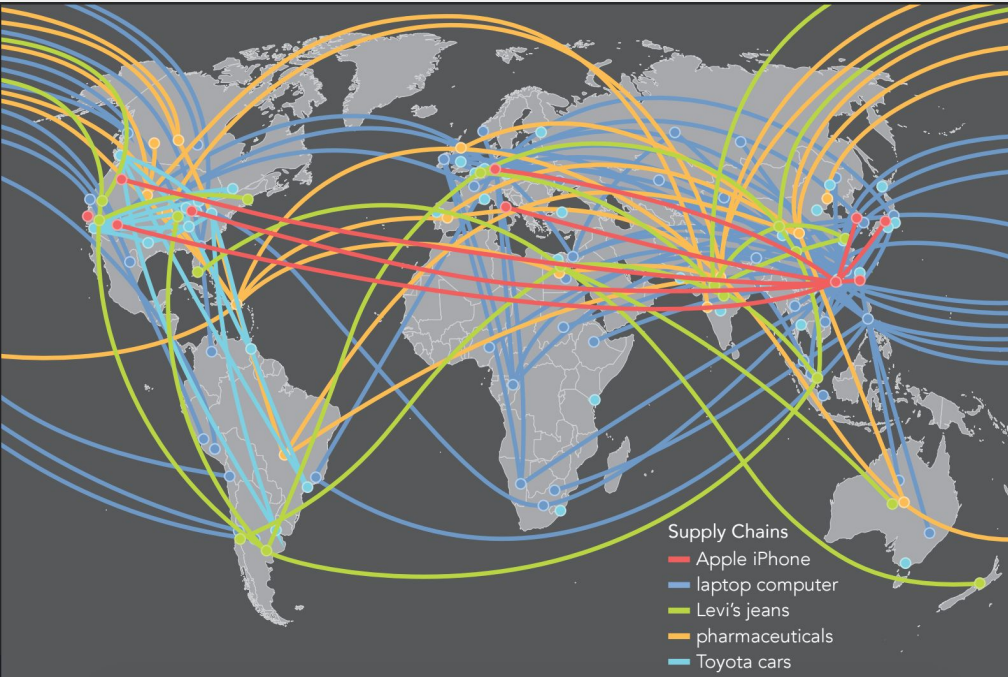 Supply Chains
Apple iPhone
laptop computer
Levi's jeans
pharmaceuticals
Toyota cars